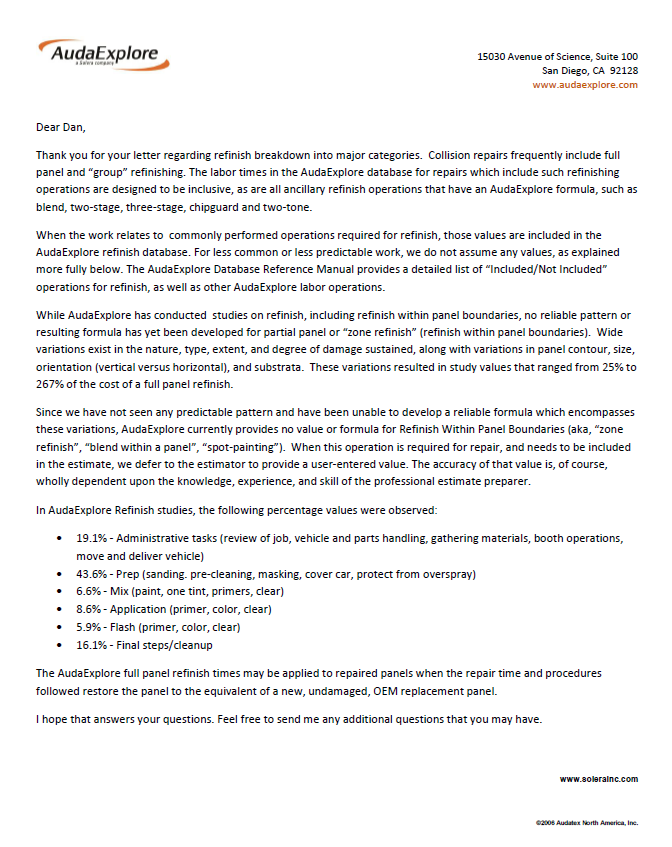 AudaExplore
a Solera company
15030 Avenue of Science, Suite 100
San Diego, CA  92128
www.audaexplore.com
Dear Dan,
Thank you for your letter regarding refinish breakdown into major categories.  Collision repairs frequently include full
panel and “group” refinishing. The labor times in the AudaExplore database for repairs which include such refinishing
operations are designed to be inclusive, as are all ancillary refinish operations that have an AudaExplore formula, such as
blend, two-stage, three-stage, chipguard and two-tone.
When the work relates to  commonly performed operations required for refinish, those values are included in the
AudaExplore refinish database. For less common or less predictable work, we do not assume any values, as explained
more fully below. The AudaExplore Database Reference Manual provides a detailed list of “Included/Not Included”
operations for refinish, as well as other AudaExplore labor operations.
While AudaExplore has conducted  studies on refinish, including refinish within panel boundaries, no reliable pattern or
resulting formula has yet been developed for partial panel or “zone refinish” (refinish within panel boundaries).  Wide
variations exist in the nature, type, extent, and degree of damage sustained, along with variations in panel contour, size,
orientation (vertical versus horizontal), and substrata.  These variations resulted in study values that ranged from 25% to
267% of the cost of a full panel refinish.
Since we have not seen any predictable pattern and have been unable to develop a reliable formula which encompasses
these variations, AudaExplore currently provides no value or formula for Refinish Within Panel Boundaries (aka, “zone
refinish”, “blend within a panel”, “spot-painting”).  When this operation is required for repair, and needs to be included
in the estimate, we defer to the estimator to provide a user-entered value. The accuracy of that value is, of course,
wholly dependent upon the knowledge, experience, and skill of the professional estimate preparer.
In AudaExplore Refinish studies, the following percentage values were observed:
• 19.1% - Administrative tasks (review of job, vehicle and parts handling, gathering materials, booth operations,
move and deliver vehicle)
• 43.6% - Prep (sanding. pre-cleaning, masking, cover car, protect from overspray)
• 6.6% - Mix (paint, one tint, primers, clear)
• 8.6% - Application (primer, color, clear)
• 5.9% - Flash (primer, color, clear)
• 16.1% - Final steps/cleanup
The AudaExplore full panel refinish times may be applied to repaired panels when the repair time and procedures
followed restore the panel to the equivalent of a new, undamaged, OEM replacement panel.
I hope that answers your questions. Feel free to send me any additional questions that you may have.
www.solerainc.com
©2006 Audatex North America, Inc.